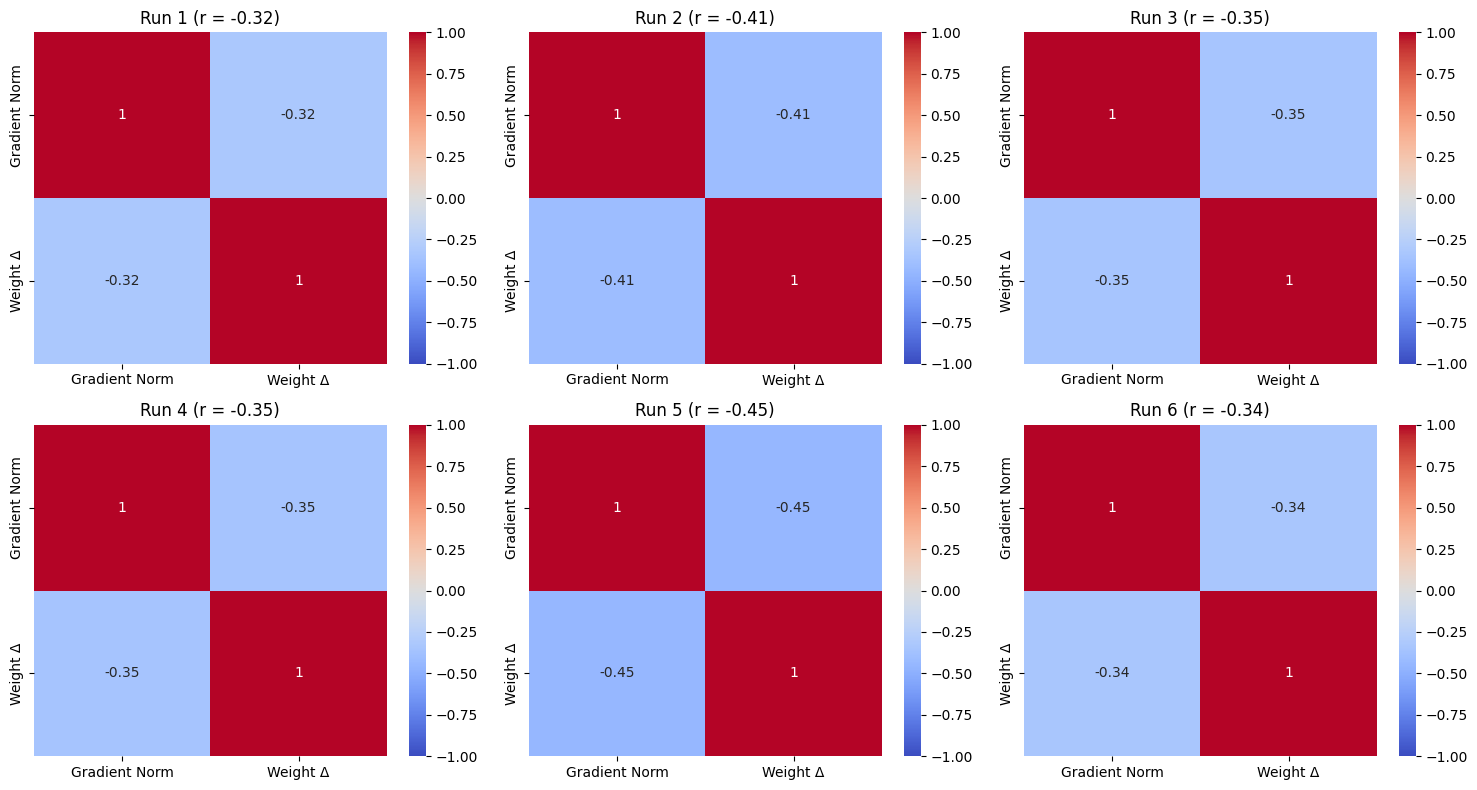 Run 1 (r = -0.32)
Gradient Norm
Weight Δ
1
-0.32
-0.32
1
Gradient Norm
Weight Δ
1.00
0.75
0.50
0.25
0.00
−0.25
−0.50
−0.75
−1.00
Run 2 (r = -0.41)
Gradient Norm
Weight Δ
1
-0.41
-0.41
1
Gradient Norm
Weight Δ
1.00
0.75
0.50
0.25
0.00
−0.25
−0.50
−0.75
−1.00
Run 3 (r = -0.35)
Gradient Norm
Weight Δ
1
-0.35
-0.35
1
Gradient Norm
Weight Δ
1.00
0.75
0.50
0.25
0.00
−0.25
−0.50
−0.75
−1.00
Run 4 (r = -0.35)
Gradient Norm
Weight Δ
1
-0.35
-0.35
1
Gradient Norm
Weight Δ
1.00
0.75
0.50
0.25
0.00
−0.25
−0.50
−0.75
−1.00
Run 5 (r = -0.45)
Gradient Norm
Weight Δ
1
-0.45
-0.45
1
Gradient Norm
Weight Δ
1.00
0.75
0.50
0.25
0.00
−0.25
−0.50
−0.75
−1.00
Run 6 (r = -0.34)
Gradient Norm
Weight Δ
1
-0.34
-0.34
1
Gradient Norm
Weight Δ
1.00
0.75
0.50
0.25
0.00
−0.25
−0.50
−0.75
−1.00